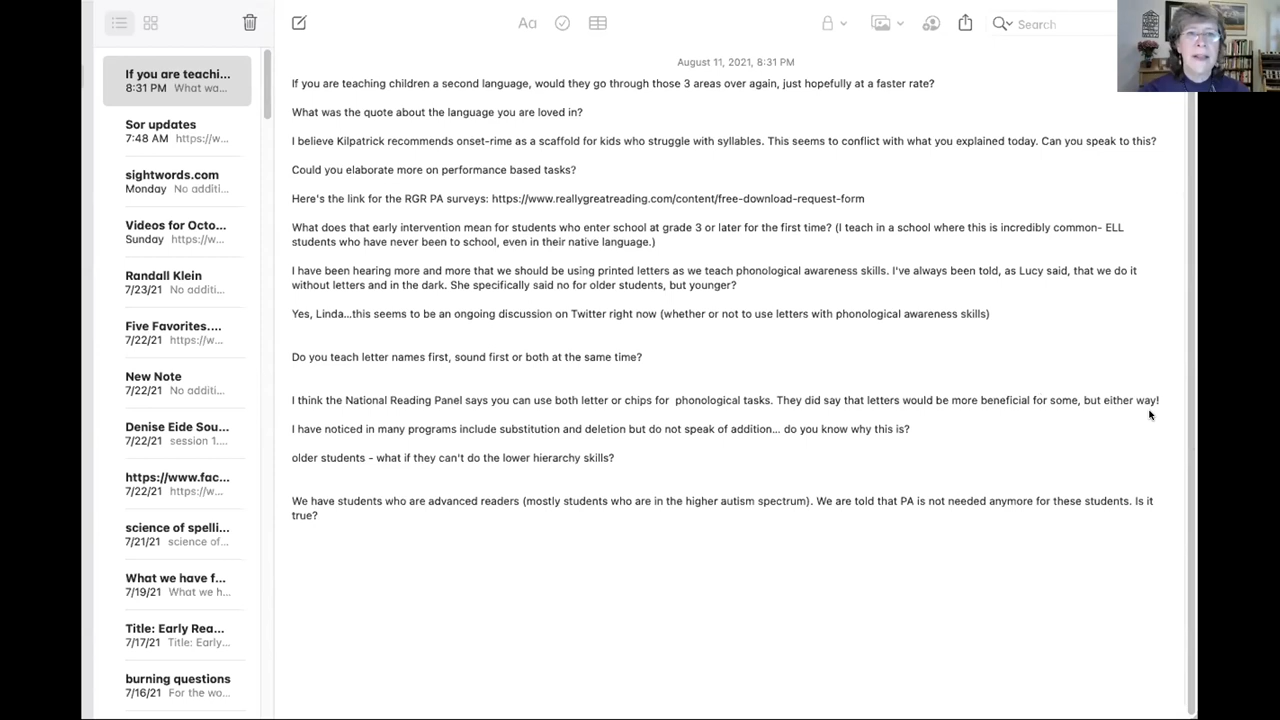 Aa
Search
If you are teachi...
8:31 PM What wa...
Sor updates
7:48 AM https://w...
sightwords.com
Monday No additi...
Videos for Octo...
Sunday https://w...
Randall Klein
7/23/21 No additi...
Five Favorites....
7/22/21 https://w...
New Note
7/22/21 No additi...
Denise Eide Sou...
7/22/21 session 1....
https://www.fac...
7/22/21 https://w...
science of spelli...
7/21/21 science of...
What we have f...
7/19/21 What we h...
Title: Early Rea...
7/17/21 Title: Early...
burning questions
7/16/21 For the wo...
August 11, 2021, 8:31 PM
If you are teaching children a second language, would they go through those 3 areas over again, just hopefully at a faster rate?
What was the quote about the language you are loved in?
I believe Kilpatrick recommends onset-rime as a scaffold for kids who struggle with syllables. This seems to conflict with what you explained today. Can you speak to this?
Could you elaborate more on performance based tasks?
Here's the link for the RGR PA surveys: https://www.reallygreatreading.com/content/free-download-request-form
What does that early intervention mean for students who enter school at grade 3 or later for the first time? (I teach in a school where this is incredibly common- ELL
students who have never been to school, even in their native language.)
I have been hearing more and more that we should be using printed letters as we teach phonological awareness skills. I've always been told, as Lucy said, that we do it
without letters and in the dark. She specifically said no for older students, but younger?
Yes, Linda...this seems to be an ongoing discussion on Twitter right now (whether or not to use letters with phonological awareness skills)
Do you teach letter names first, sound first or both at the same time?
I think the National Reading Panel says you can use both letter or chips for  phonological tasks. They did say that letters would be more beneficial for some, but either way!
I have noticed in many programs include substitution and deletion but do not speak of addition... do you know why this is?
older students - what if they can't do the lower hierarchy skills?
We have students who are advanced readers (mostly students who are in the higher autism spectrum). We are told that PA is not needed anymore for these students. Is it
true?